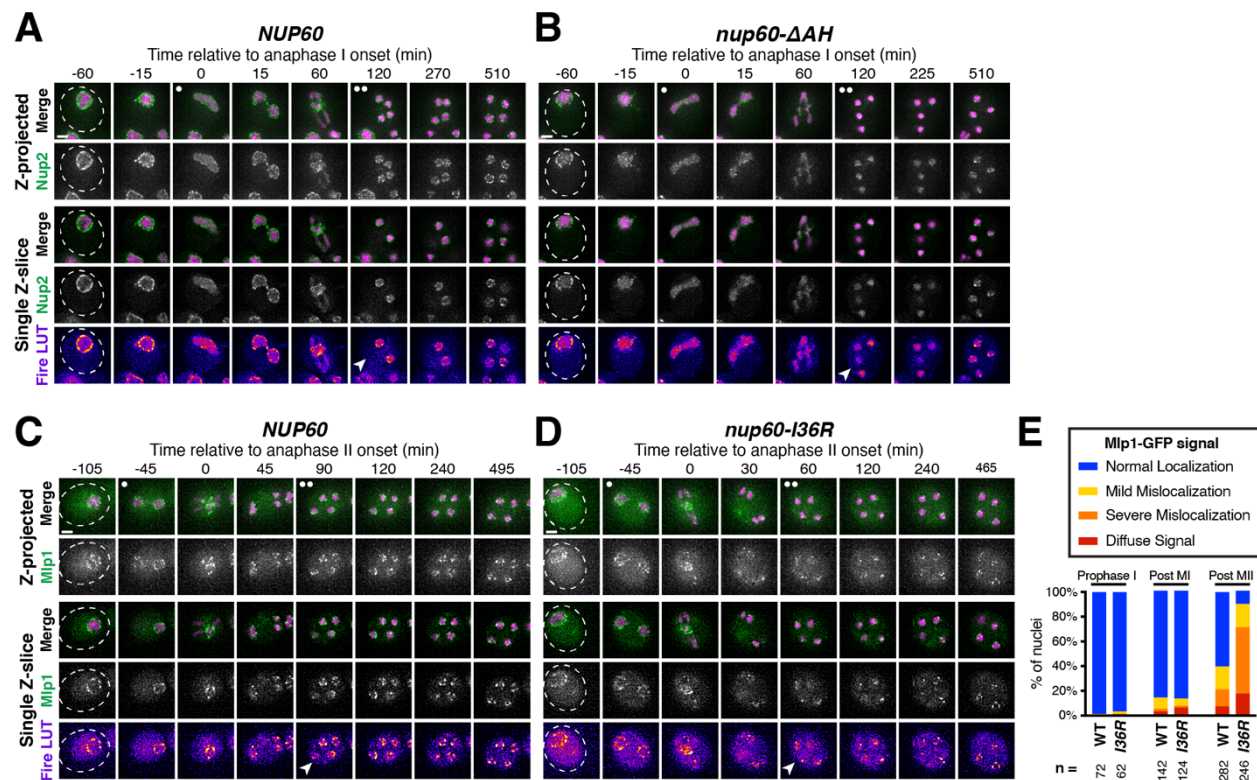 A
NUP60
Time relative to anaphase I onset (min)
-60 -15 0 15 60 120 270 510
Z-projected
Merge
Nup2
Single Z-slice
Merge
Nup2
Fire LUT
B
nup60-ΔAH
Time relative to anaphase I onset (min)
-60 -15 0 15 60 120 225 510
C
NUP60
Time relative to anaphase II onset (min)
-105 -45 0 45 90 120 240 495
Z-projected
Merge
Mlp1
Single Z-slice
Merge
Mlp1
Fire LUT
D
nup60-I36R
Time relative to anaphase II onset (min)
-105 -45 0 30 60 120 240 465
E
Mlp1-GFP signal
Normal Localization
Mild Mislocalization
Severe Mislocalization
Diffuse Signal
Prophase I Post MI Post MII
% of nuclei
100%
80%
60%
40%
20%
0%
WT I36R WT I36R WT I36R
n = 72 62 142 124 282 246